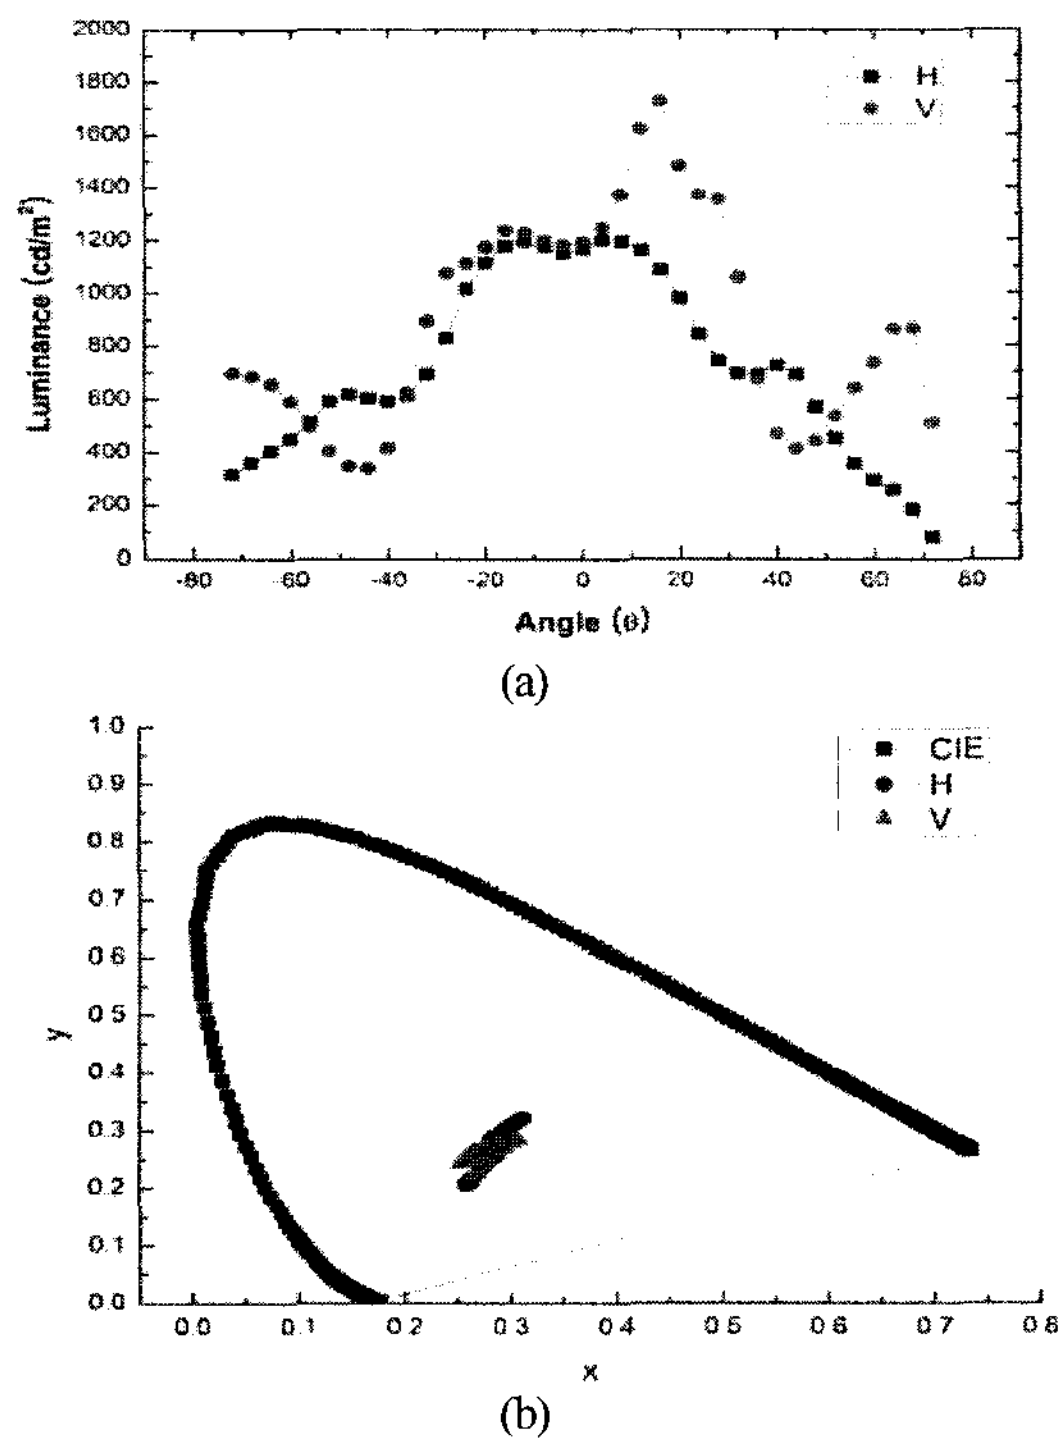 2000
1800
1600
1400
1200
1000
800
600
400
200
0
Luminance (cd/m²)
H
V
-80 -60 -40 -20 0 20 40 60 80
Angle (θ)
(a)
1.0
0.9
0.8
0.7
0.6
0.5
0.4
0.3
0.2
0.1
0.0
y
CIE
H
V
0.0 0.1 0.2 0.3 0.4 0.5 0.6 0.7 0.8
x
(b)